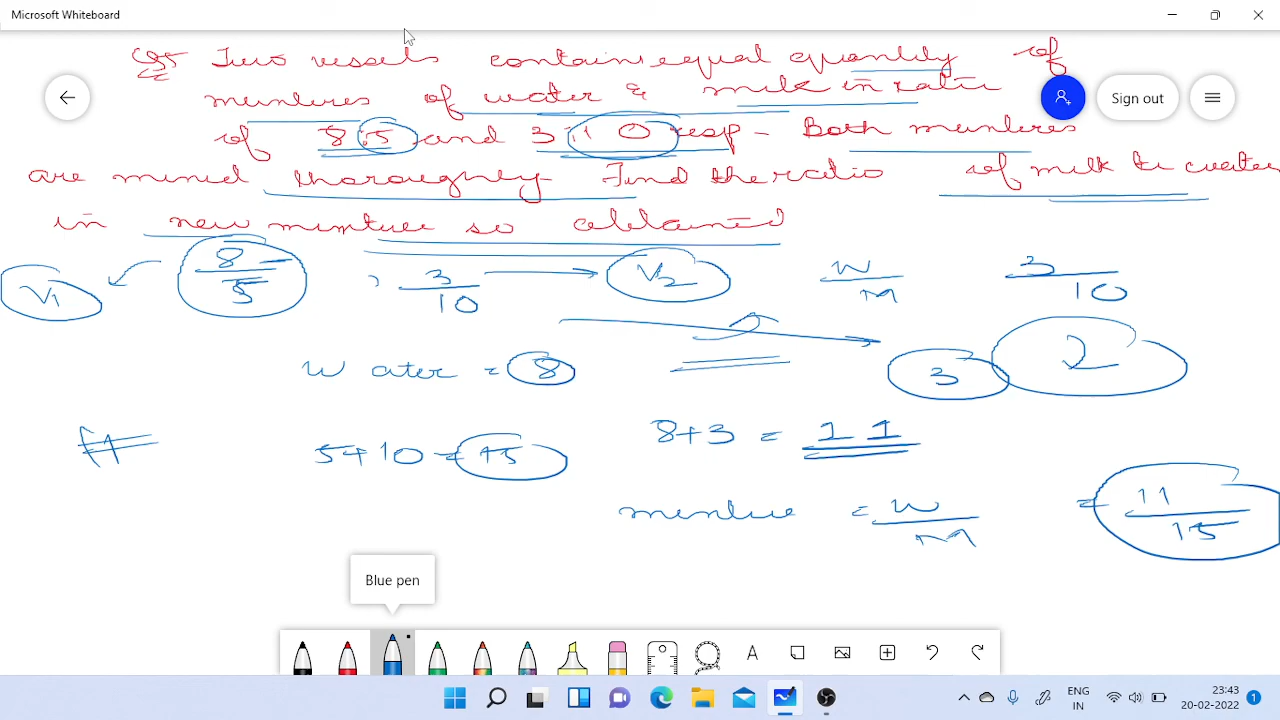 Microsoft Whiteboard
Q: Two vessels contains equal quantity of
mixtures of water & milk in ratio
Sign out
of 8:5 and 3:10 resp- Both mixtures
are mixed thoroughly Find the ratio of milk to water
in new mixture so obtained
V1 8/5 , 3/10 V2 W/M 3/10
Water = 8 3 2
5+10 = 15 8+3 = 11
mixture = W/M = 11/15
Blue pen
A
ENG
IN
23:43
20-02-2022
1